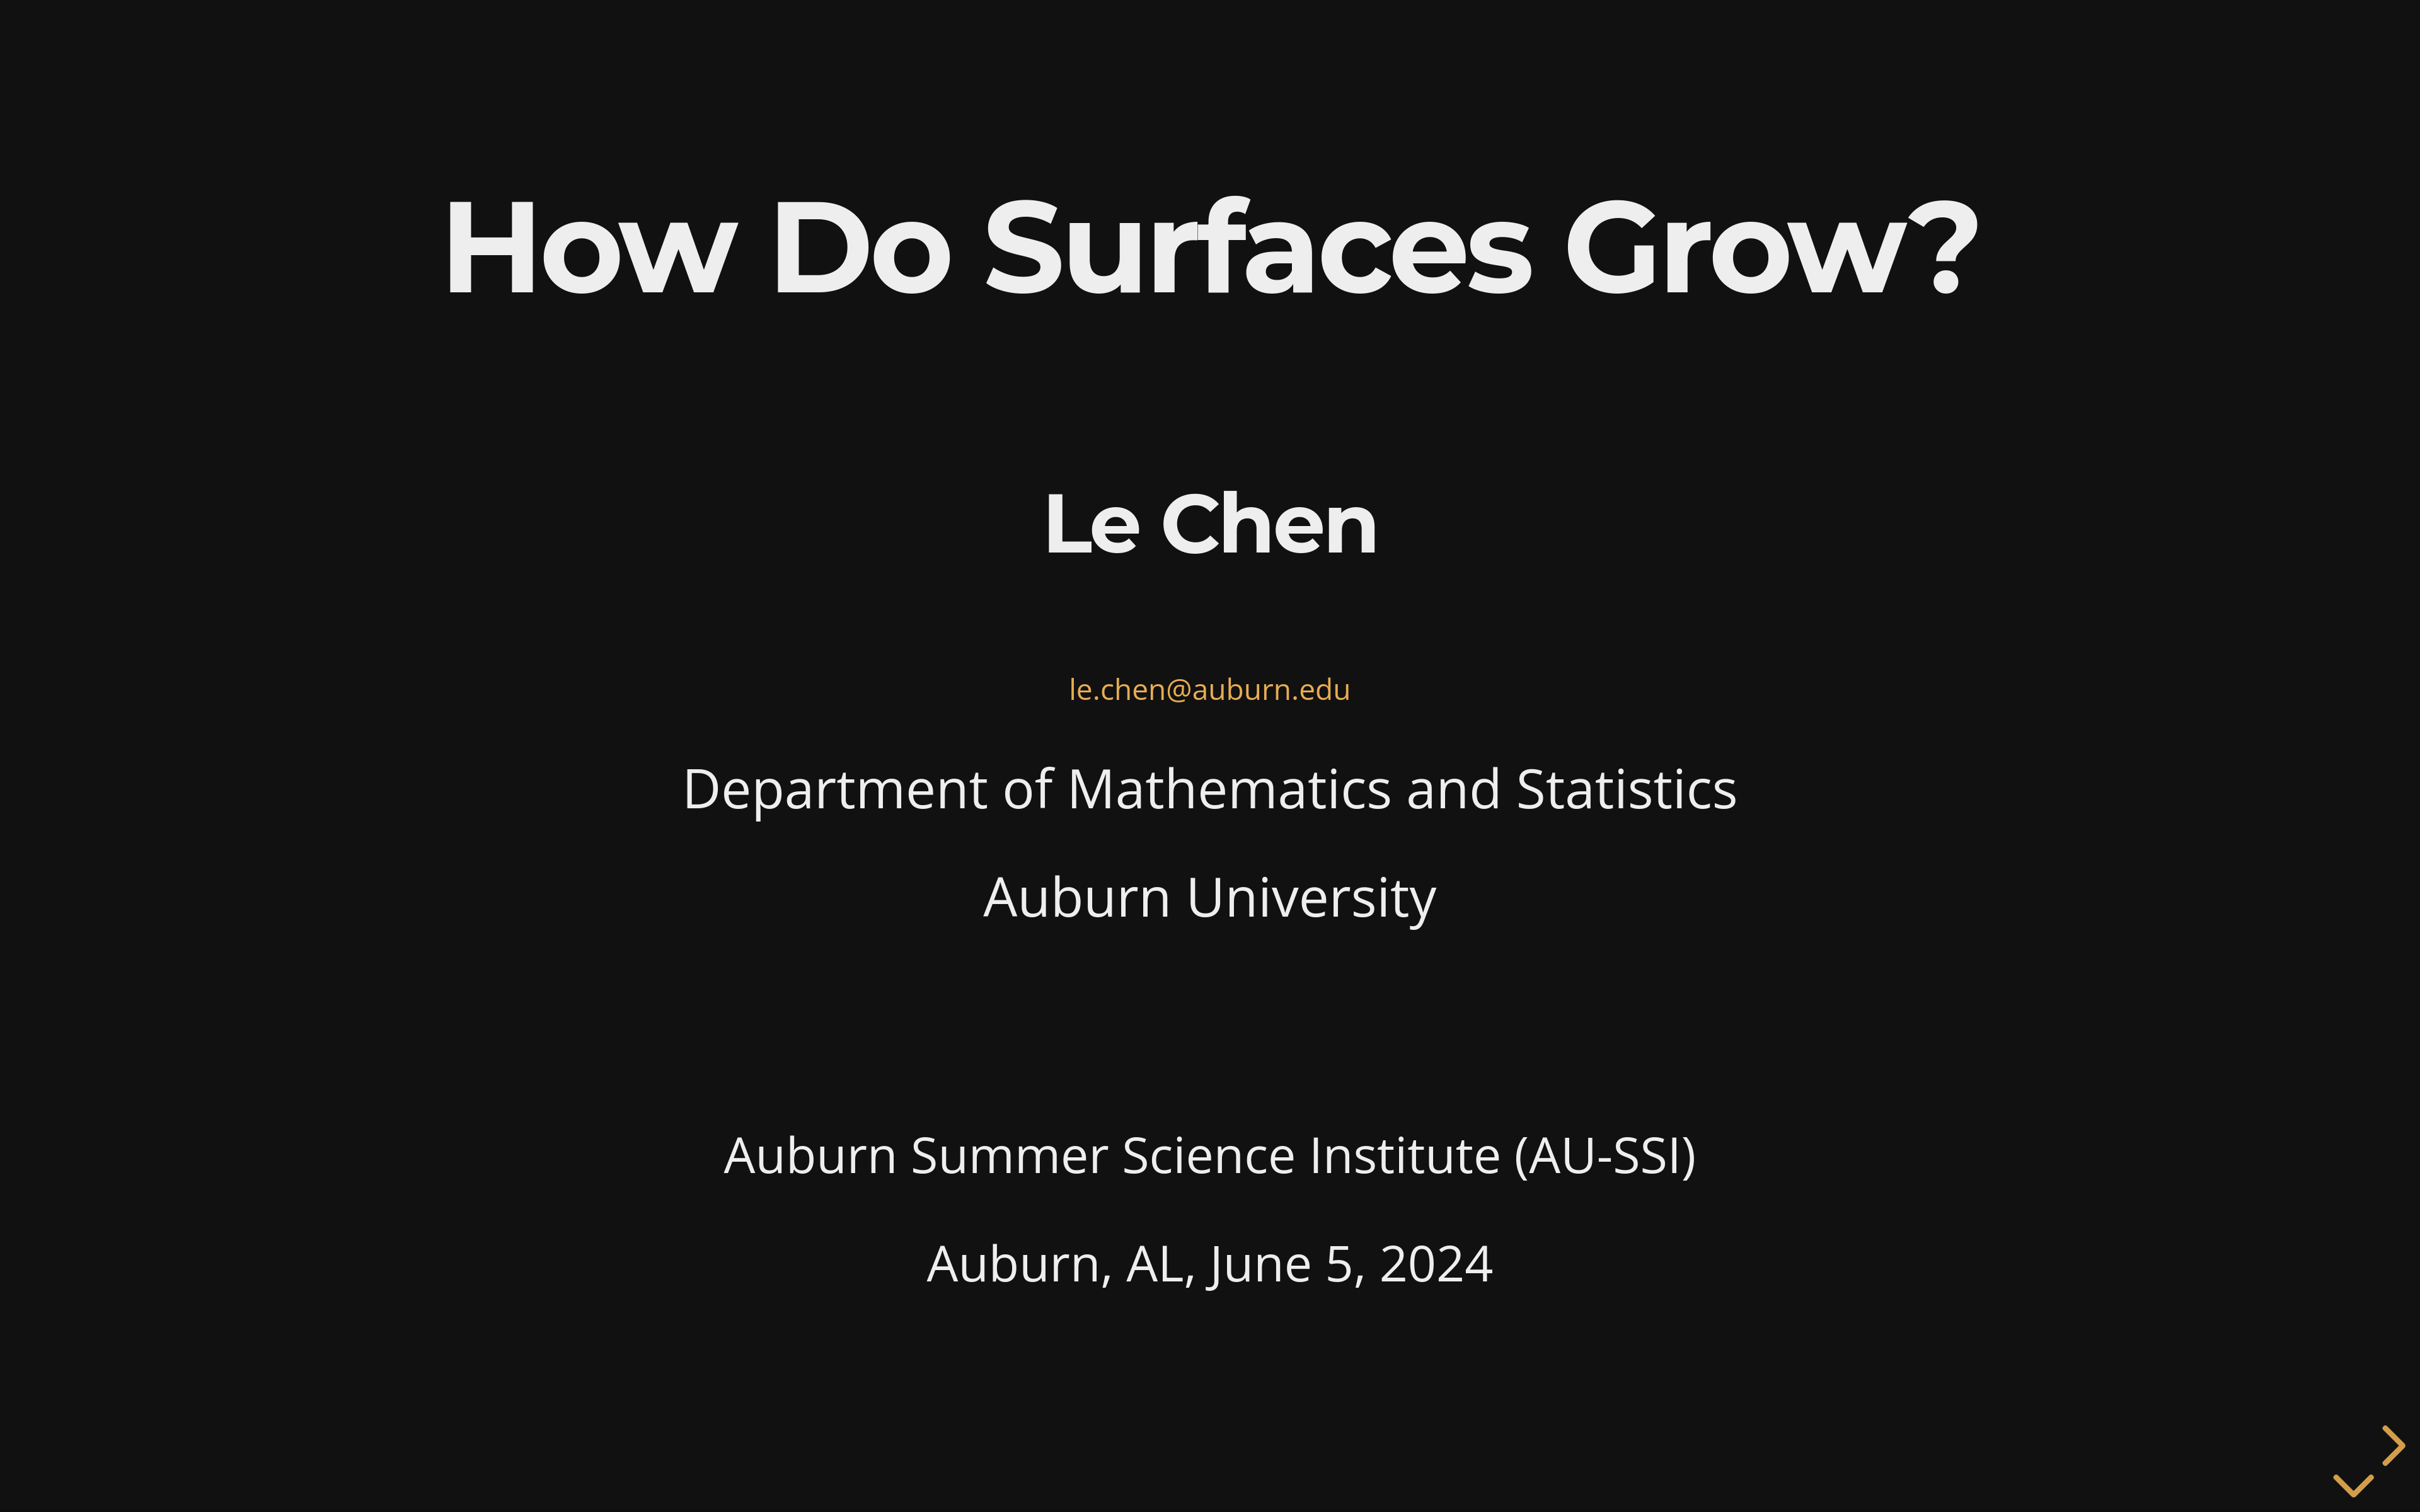 How Do Surfaces Grow?
Le Chen
le.chen@auburn.edu
Department of Mathematics and Statistics
Auburn University
Auburn Summer Science Institute (AU-SSI)
Auburn, AL, June 5, 2024